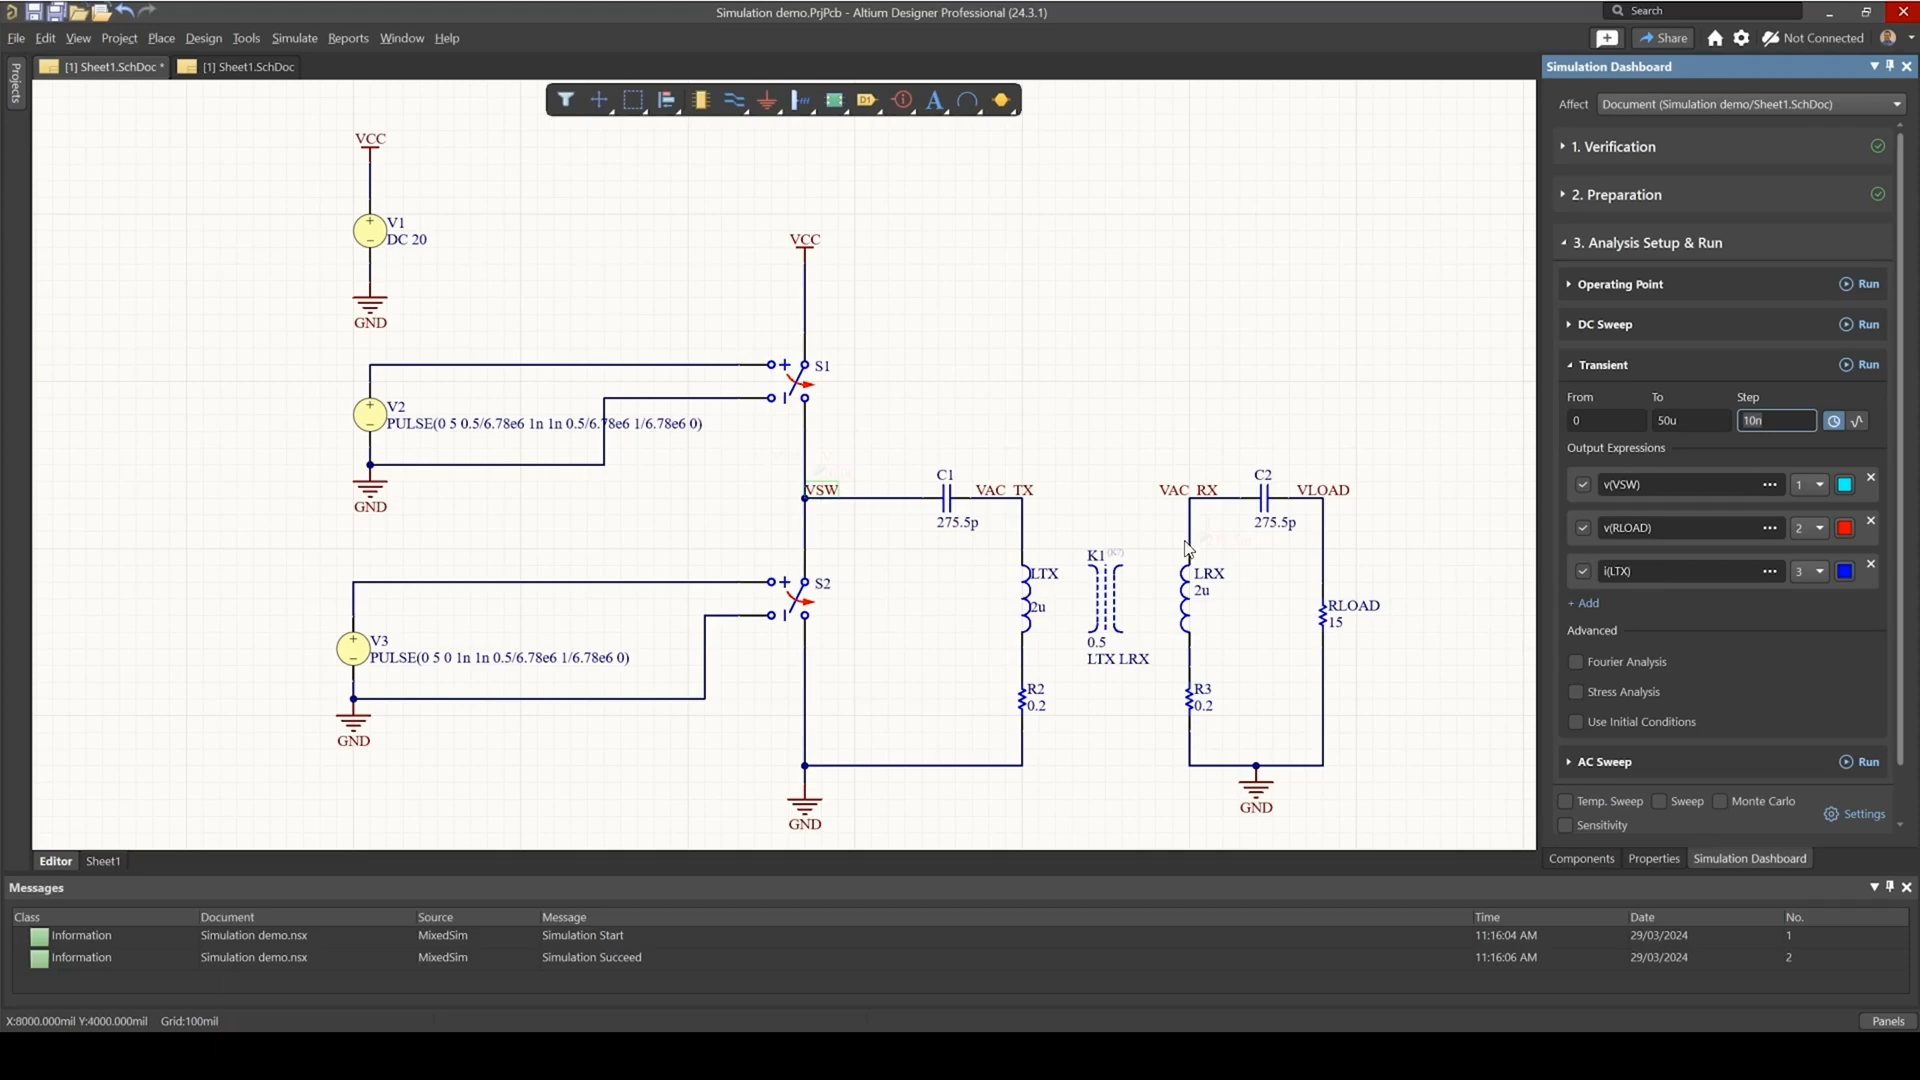 Simulation demo.PrjPcb - Altium Designer Professional (24.3.1)
Search
File Edit View Project Place Design Tools Simulate Reports Window Help
Share
Not Connected
Projects
[1] Sheet1.SchDoc *
[1] Sheet1.SchDoc
VCC
V1
DC 20
GND
VCC
S1
V2
PULSE(0 5 0.5/6.78e6 1n 1n 0.5/6.78e6 1/6.78e6 0)
GND
VSW
C1
275.5p
VAC_TX
VAC_RX
C2
275.5p
VLOAD
K1
0.5
LTX LRX
LTX
2u
LRX
2u
RLOAD
15
S2
V3
PULSE(0 5 0 1n 1n 0.5/6.78e6 1/6.78e6 0)
GND
R2
0.2
R3
0.2
GND
GND
Simulation Dashboard
Affect
Document (Simulation demo/Sheet1.SchDoc)
1. Verification
2. Preparation
3. Analysis Setup & Run
Operating Point
Run
DC Sweep
Run
Transient
Run
From To Step
0 50u 10n
Output Expressions
v(VSW) ... 1
v(RLOAD) ... 2
i(LTX) ... 3
+ Add
Advanced
Fourier Analysis
Stress Analysis
Use Initial Conditions
AC Sweep
Run
Temp. Sweep Sweep Monte Carlo
Sensitivity
Settings
Components Properties Simulation Dashboard
Editor Sheet1
Messages
Class Document Source Message Time Date No.
Information Simulation demo.nsx MixedSim Simulation Start 11:16:04 AM 29/03/2024 1
Information Simulation demo.nsx MixedSim Simulation Succeed 11:16:06 AM 29/03/2024 2
X:8000.000mil Y:4000.000mil Grid:100mil
Panels